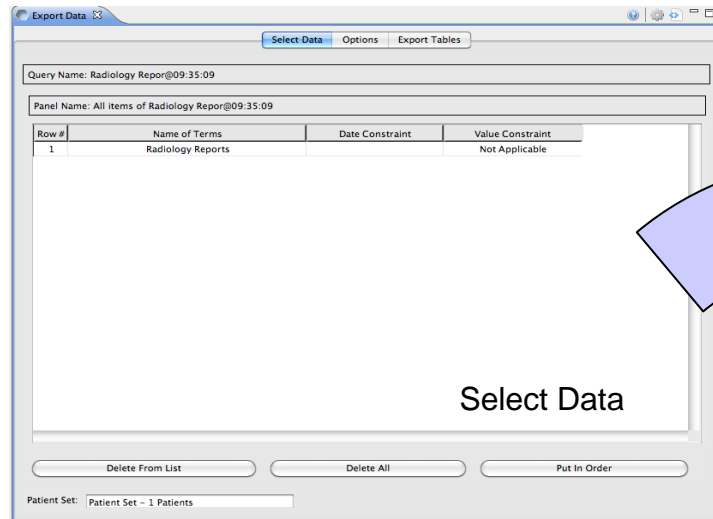 Export Data
Select Data Options Export Tables
Query Name: Radiology Repor@09:35:09
Panel Name: All items of Radiology Repor@09:35:09
Row # Name of Terms Date Constraint Value Constraint
1 Radiology Reports Not Applicable
Select Data
Delete From List Delete All Put In Order
Patient Set: Patient Set – 1 Patients